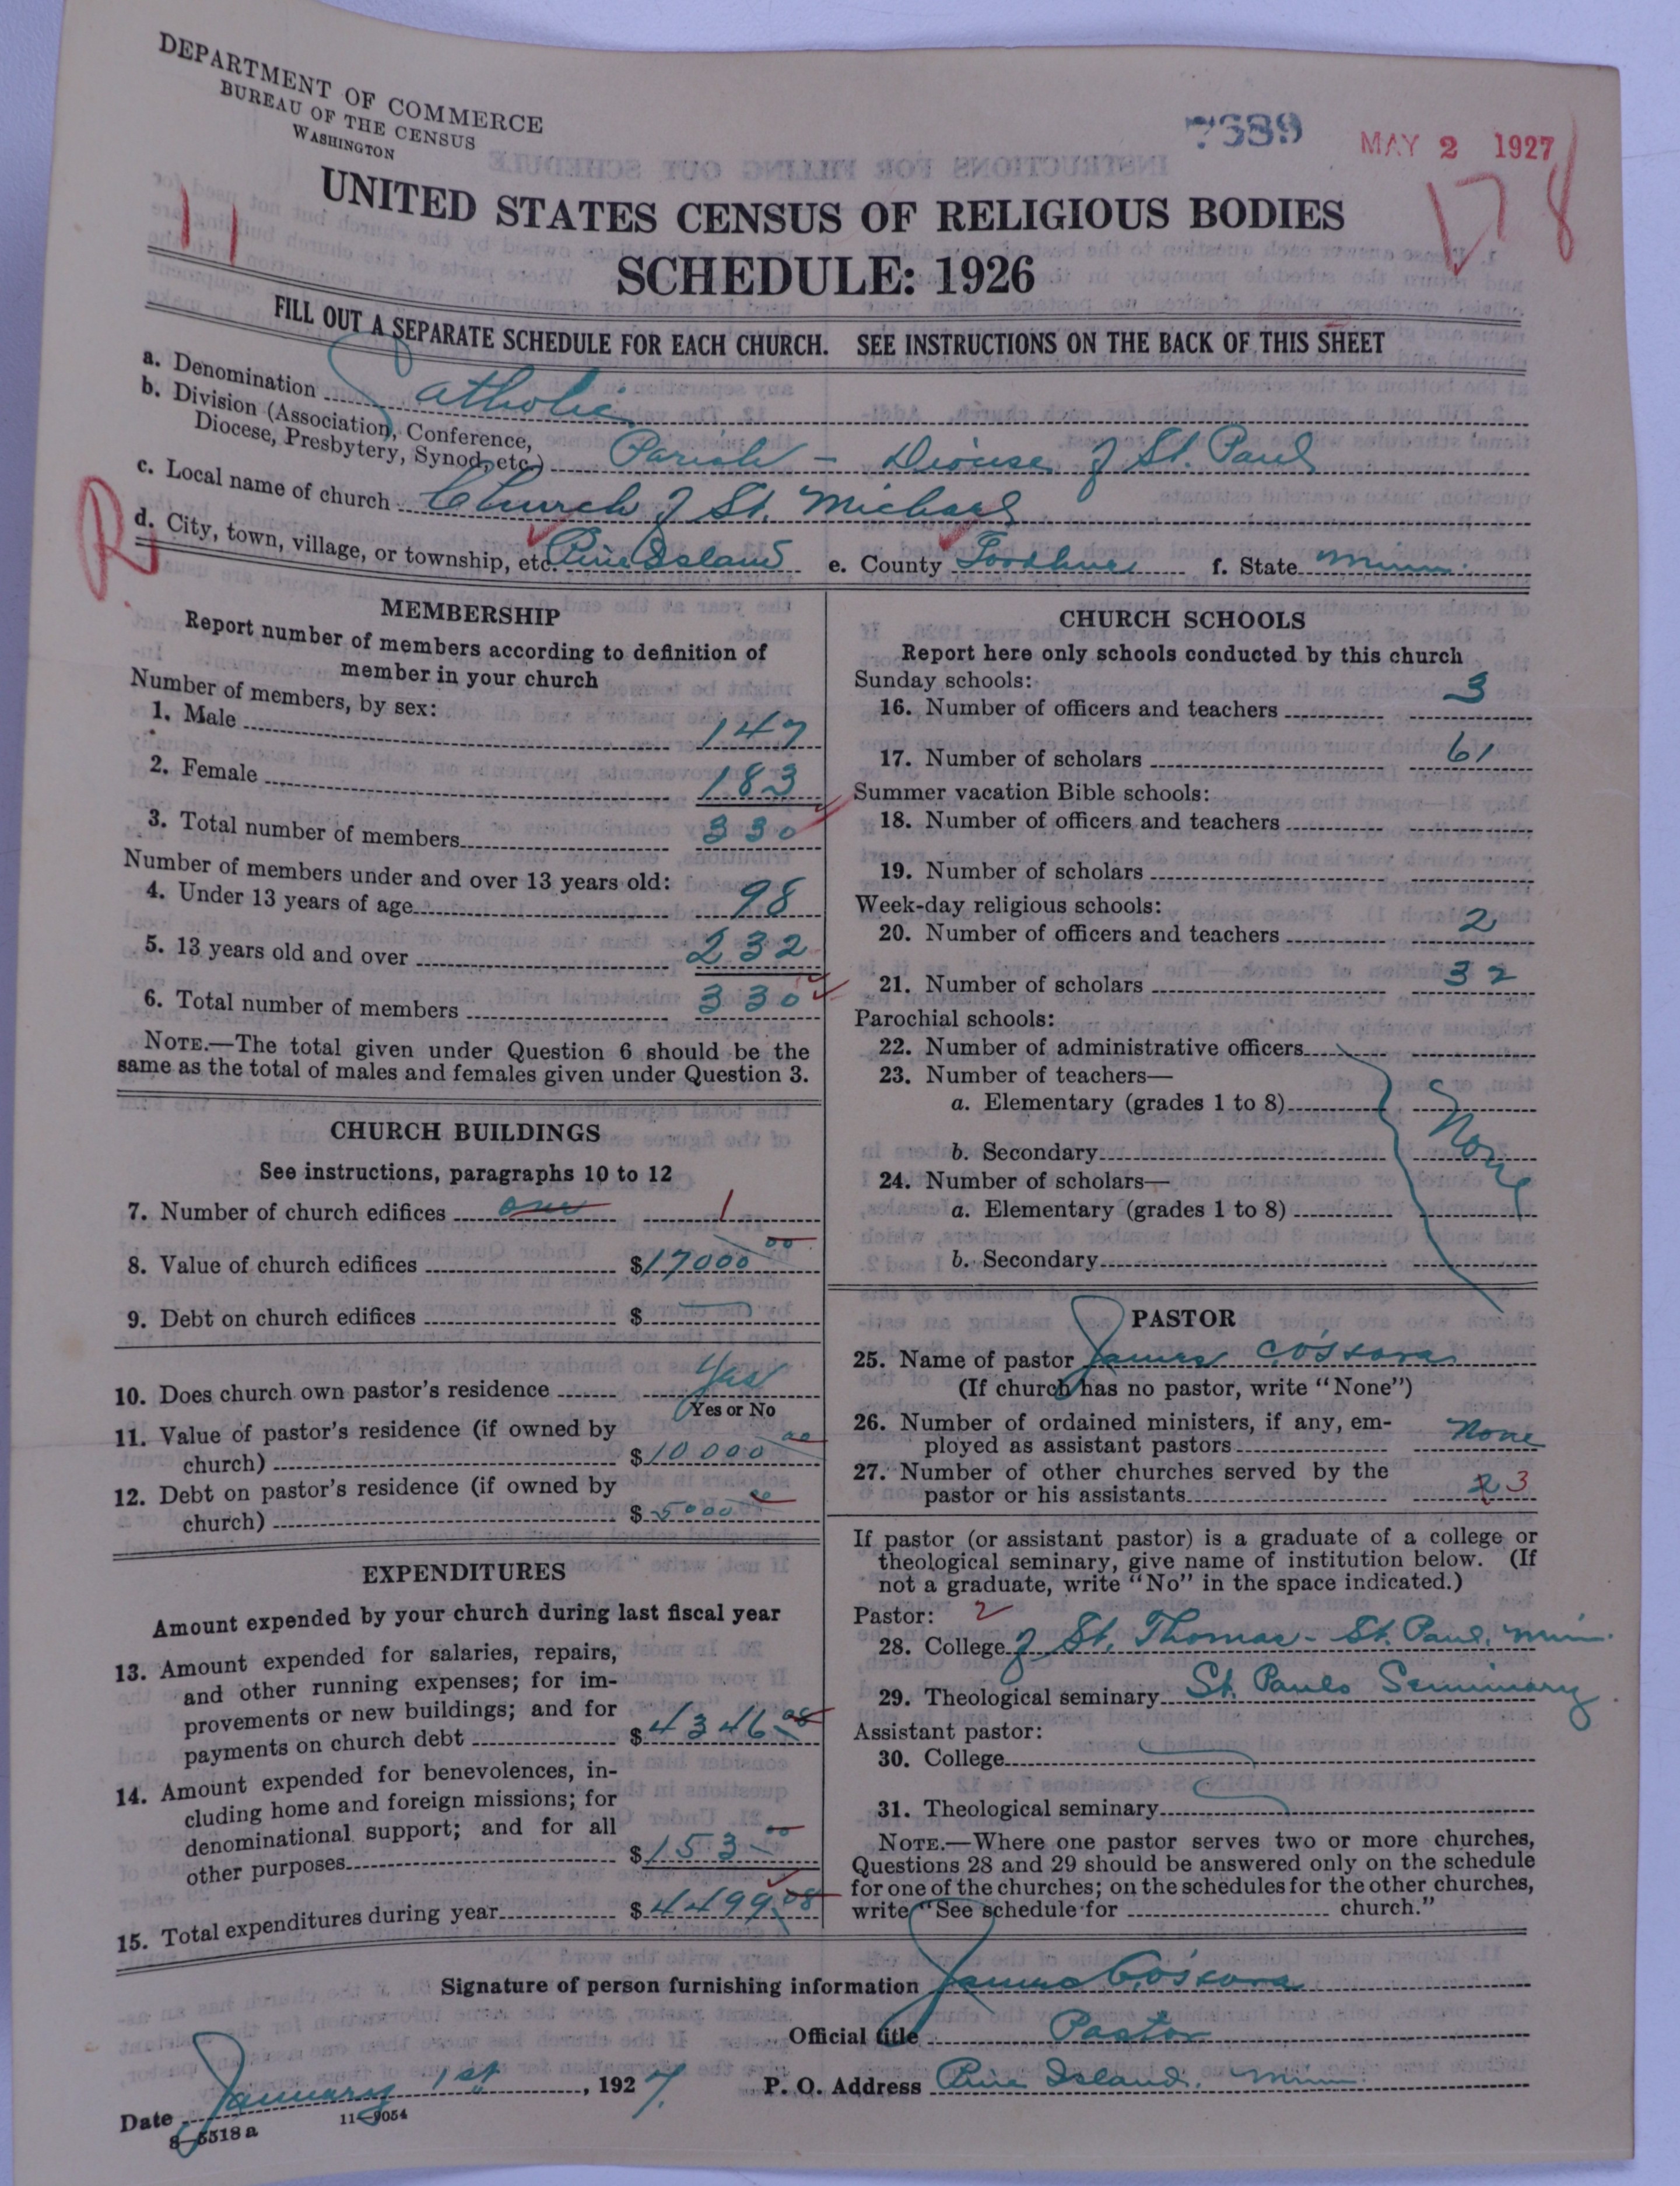 DEPARTMENT OF COMMERCE
BUREAU OF THE CENSUS
WASHINGTON
7689
MAY 2 1927
11
178
UNITED STATES CENSUS OF RELIGIOUS BODIES
SCHEDULE: 1926
FILL OUT A SEPARATE SCHEDULE FOR EACH CHURCH. SEE INSTRUCTIONS ON THE BACK OF THIS SHEET
a. Denomination Catholic
b. Division (Association, Conference,
Diocese, Presbytery, Synod, etc.) Parish - Diocese of St. Paul
c. Local name of church Church of St. Michael
R
d. City, town, village, or township, etc. Pine Island e. County Goodhue f. State Minn.
MEMBERSHIP
Report number of members according to definition of
member in your church
Number of members, by sex:
1. Male 147
2. Female 183
3. Total number of members 330
Number of members under and over 13 years old:
4. Under 13 years of age 98
5. 13 years old and over 232
6. Total number of members 330
NOTE.—The total given under Question 6 should be the
same as the total of males and females given under Question 3.
CHURCH BUILDINGS
See instructions, paragraphs 10 to 12
7. Number of church edifices one 1
8. Value of church edifices $17000 00
9. Debt on church edifices $ —
10. Does church own pastor's residence Yes
Yes or No
11. Value of pastor's residence (if owned by
church) $10000 00
12. Debt on pastor's residence (if owned by
church) $5000 00
EXPENDITURES
Amount expended by your church during last fiscal year
13. Amount expended for salaries, repairs,
and other running expenses; for im-
provements or new buildings; and for
payments on church debt $4346.08
14. Amount expended for benevolences, in-
cluding home and foreign missions; for
denominational support; and for all
other purposes $153 00
15. Total expenditures during year $4499.08
CHURCH SCHOOLS
Report here only schools conducted by this church
Sunday schools:
16. Number of officers and teachers 3
17. Number of scholars 61
Summer vacation Bible schools:
18. Number of officers and teachers
19. Number of scholars
Week-day religious schools:
20. Number of officers and teachers 2
21. Number of scholars 32
Parochial schools:
22. Number of administrative officers
23. Number of teachers—
a. Elementary (grades 1 to 8)
None
b. Secondary
24. Number of scholars—
a. Elementary (grades 1 to 8)
b. Secondary
PASTOR
25. Name of pastor James C.
(If church has no pastor, write "None")
26. Number of ordained ministers, if any, em-
ployed as assistant pastors None
27. Number of other churches served by the
pastor or his assistants 2 3
If pastor (or assistant pastor) is a graduate of a college or
theological seminary, give name of institution below. (If
not a graduate, write "No" in the space indicated.)
Pastor: 2
28. College of St. Thomas - St. Paul, Minn.
29. Theological seminary St. Pauls Seminary
Assistant pastor:
30. College
31. Theological seminary
NOTE.—Where one pastor serves two or more churches,
Questions 28 and 29 should be answered only on the schedule
for one of the churches; on the schedules for the other churches,
write "See schedule for church."
Signature of person furnishing information James C.
Official title Pastor
Date January 1st, 1927. P. O. Address Pine Island, Minn.
8—5518 a 11—9054